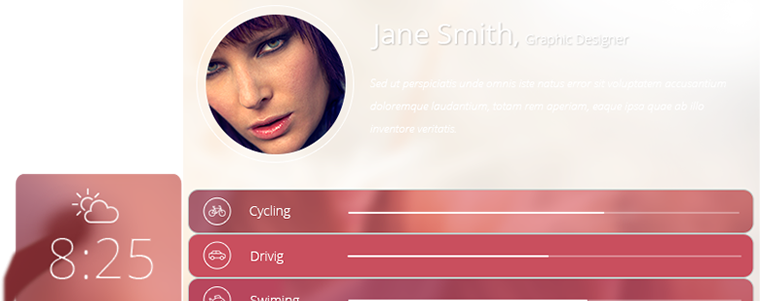 Jane Smith, Graphic Designer
Sed ut perspiciatis unde omnis iste natus error sit voluptatem accusantium
doloremque laudantium, totam rem aperiam, eaque ipsa quae ab illo
inventore veritatis.
8:25
Cycling
Drivig
Swiming